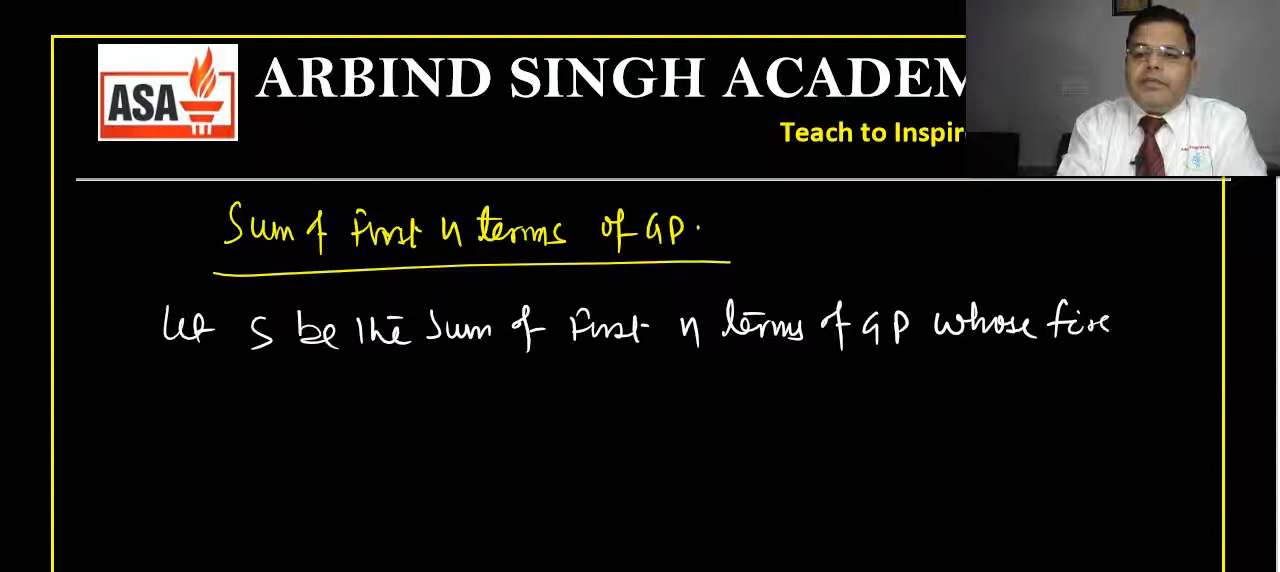 ASA
ARBIND SINGH ACADEM
Teach to Inspir
Sum of First n terms of GP.
Let S be the Sum of First n terms of GP whose firs